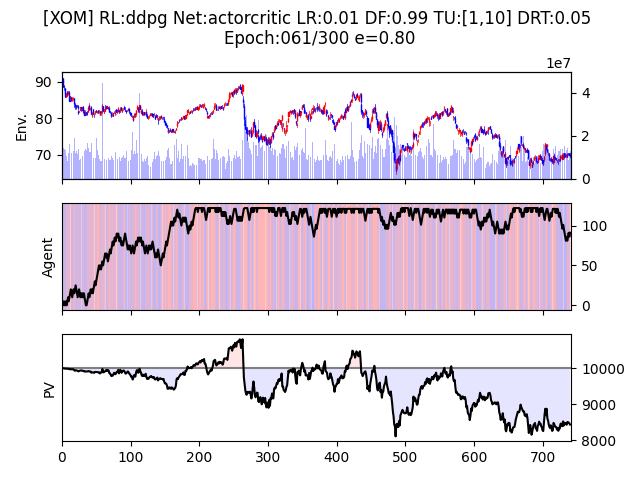 [XOM] RL:ddpg Net:actorcritic LR:0.01 DF:0.99 TU:[1,10] DRT:0.05
Epoch:061/300 e=0.80
1e7
90
80
70
Env.
4
2
0
Agent
100
50
0
PV
10000
9000
8000
0 100 200 300 400 500 600 700